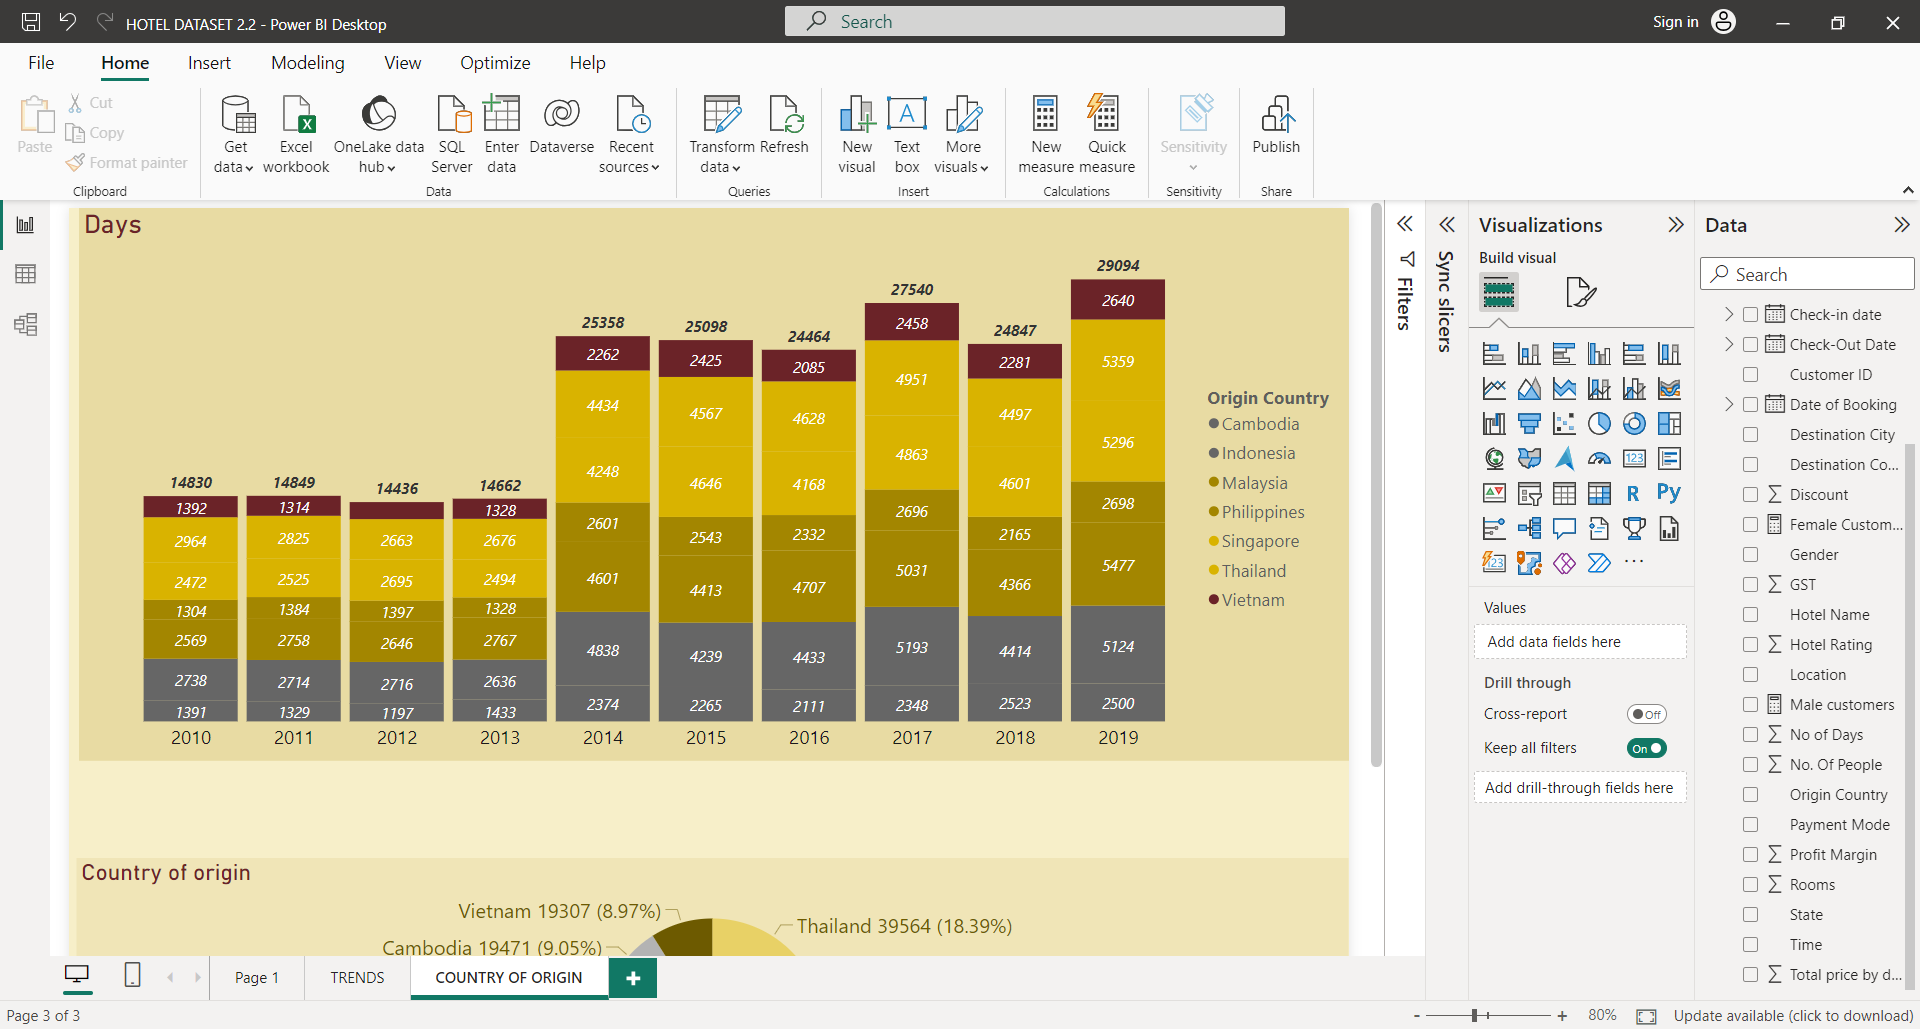 HOTEL DATASET 2.2 - Power BI Desktop
Search
Sign in
File Home Insert Modeling View Optimize Help
Paste
Cut
Copy
Format painter
Clipboard
Get data
Excel workbook
OneLake data hub
SQL Server
Enter data
Dataverse
Recent sources
Data
Transform data
Refresh
Queries
New visual
Text box
More visuals
Insert
New measure
Quick measure
Calculations
Sensitivity
Sensitivity
Publish
Share
Days
14830 14849 14436 14662 25358 25098 24464 27540 24847 29094
1392 2964 2472 1304 2569 2738 1391
1314 2825 2525 1384 2758 2714 1329
2663 2695 1397 2646 2716 1197
1328 2676 2494 1328 2767 2636 1433
2262 4434 4248 2601 4601 4838 2374
2425 4567 4646 2543 4413 4239 2265
2085 4628 4168 2332 4707 4433 2111
2458 4951 4863 2696 5031 5193 2348
2281 4497 4601 2165 4366 4414 2523
2640 5359 5296 2698 5477 5124 2500
2010 2011 2012 2013 2014 2015 2016 2017 2018 2019
Origin Country
Cambodia
Indonesia
Malaysia
Philippines
Singapore
Thailand
Vietnam
Country of origin
Vietnam 19307 (8.97%)
Thailand 39564 (18.39%)
Cambodia 19471 (9.05%)
Filters
Sync slicers
Visualizations
Build visual
123
R
Py
123
...
Values
Add data fields here
Drill through
Cross-report
Off
Keep all filters
On
Add drill-through fields here
Data
Search
Check-in date
Check-Out Date
Customer ID
Date of Booking
Destination City
Destination Co...
Discount
Female Custom...
Gender
GST
Hotel Name
Hotel Rating
Location
Male customers
No of Days
No. Of People
Origin Country
Payment Mode
Profit Margin
Rooms
State
Time
Total price by d...
Page 1
TRENDS
COUNTRY OF ORIGIN
Page 3 of 3
- + 80%
Update available (click to download)